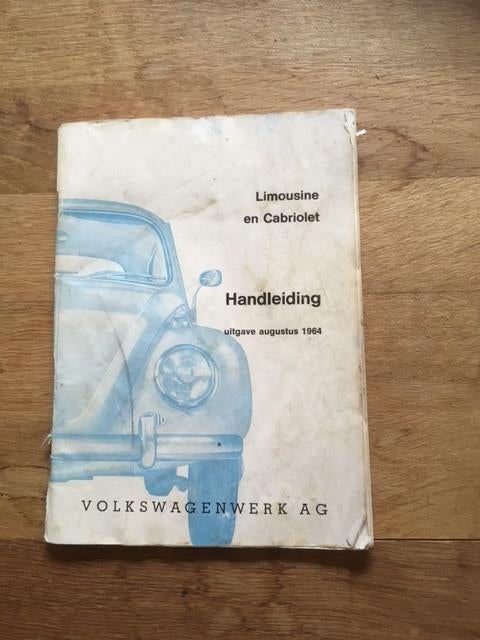 Limousine
en Cabriolet
Handleiding
uitgave augustus 1964
VOLKSWAGENWERK AG